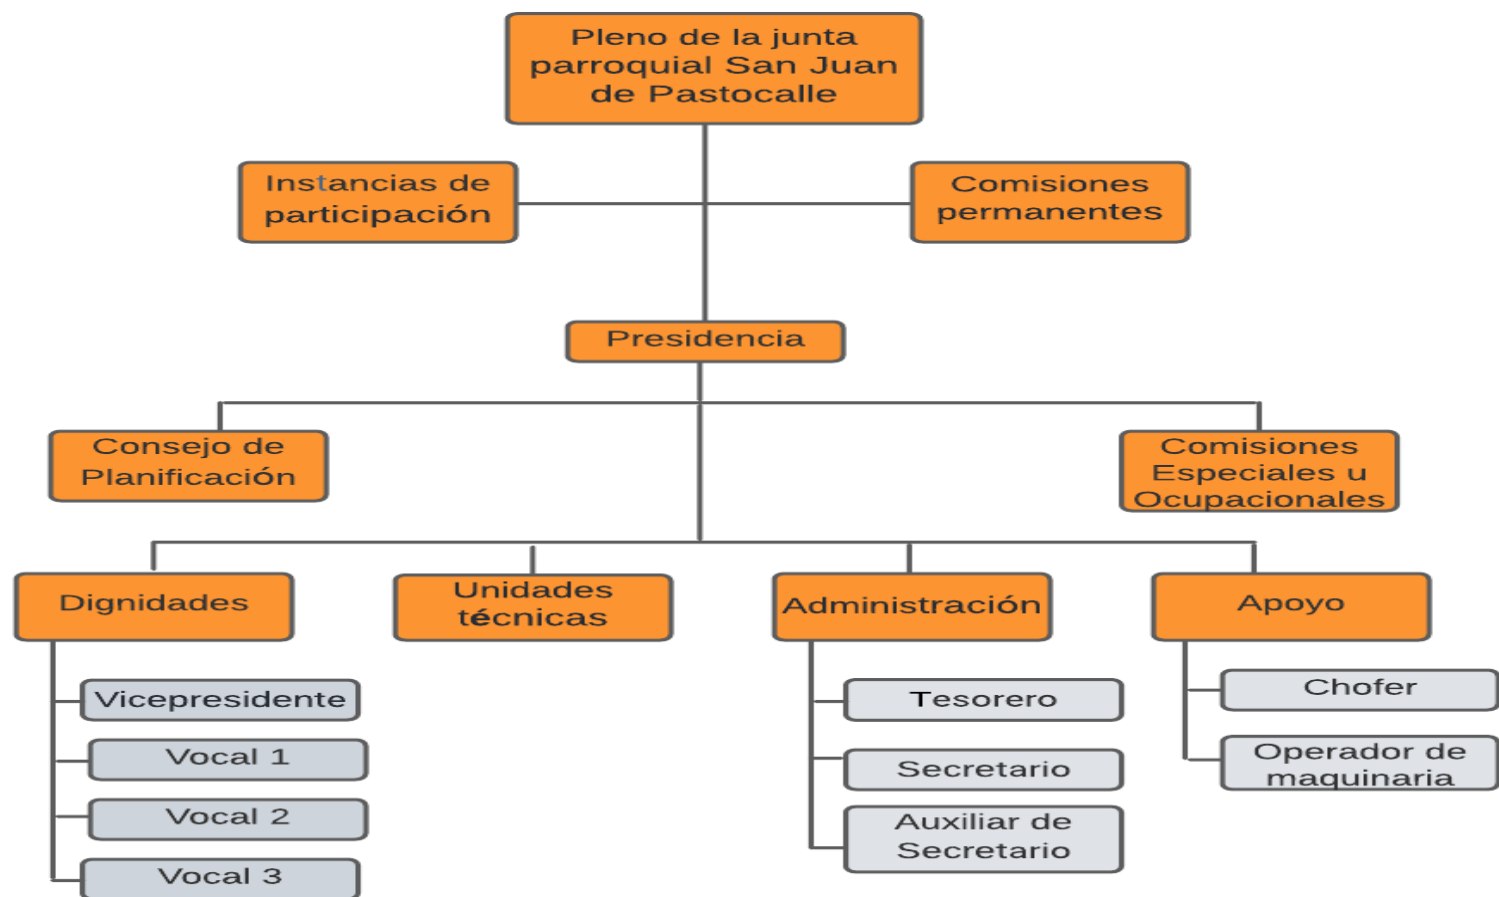 Pleno de la junta
parroquial San Juan
de Pastocalle
Instancias de
participación
Comisiones
permanentes
Presidencia
Consejo de
Planificación
Comisiones
Especiales u
Ocupacionales
Dignidades
Unidades
técnicas
Administración
Apoyo
Vicepresidente
Vocal 1
Vocal 2
Vocal 3
Tesorero
Secretario
Auxiliar de
Secretario
Chofer
Operador de
maquinaria